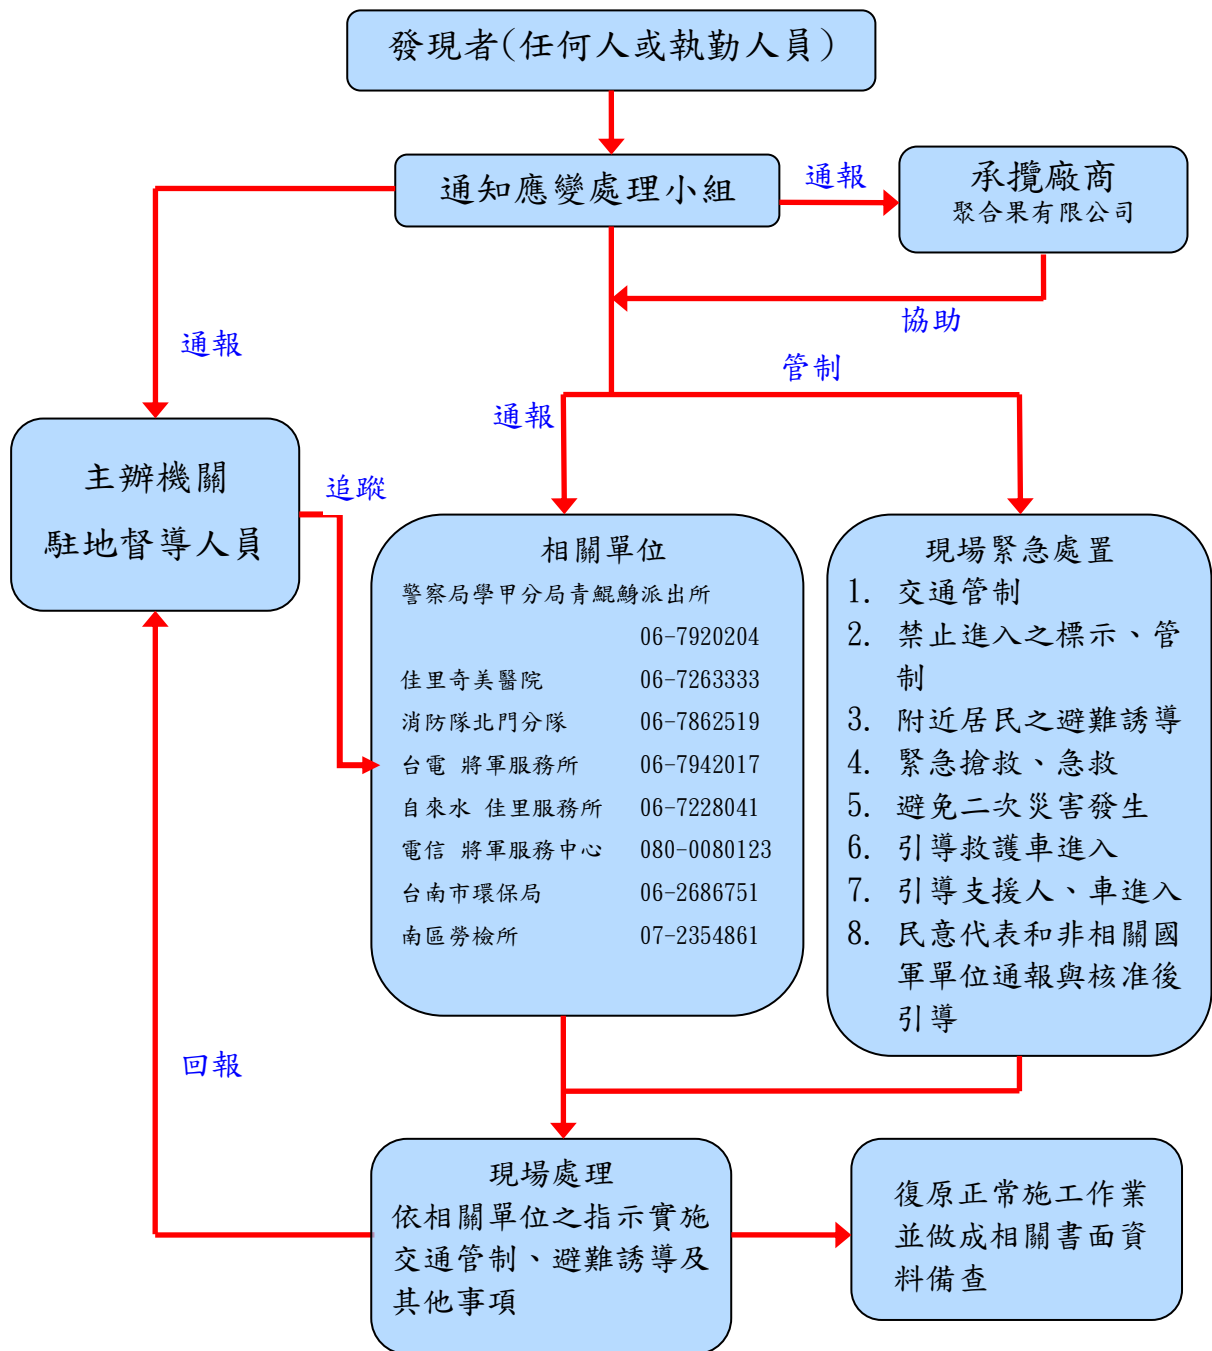 發現者(任何人或執勤人員)
通知應變處理小組
通報
承攬廠商
聚合果有限公司
協助
通報
管制
通報
主辦機關
駐地督導人員
追蹤
相關單位
警察局學甲分局青鯤鯓派出所
06-7920204
佳里奇美醫院 06-7263333
消防隊北門分隊 06-7862519
台電 將軍服務所 06-7942017
自來水 佳里服務所 06-7228041
電信 將軍服務中心 080-0080123
台南市環保局 06-2686751
南區勞檢所 07-2354861
現場緊急處置
1. 交通管制
2. 禁止進入之標示、管
制
3. 附近居民之避難誘導
4. 緊急搶救、急救
5. 避免二次災害發生
6. 引導救護車進入
7. 引導支援人、車進入
8. 民意代表和非相關國
軍單位通報與核准後
引導
回報
現場處理
依相關單位之指示實施
交通管制、避難誘導及
其他事項
復原正常施工作業
並做成相關書面資
料備查